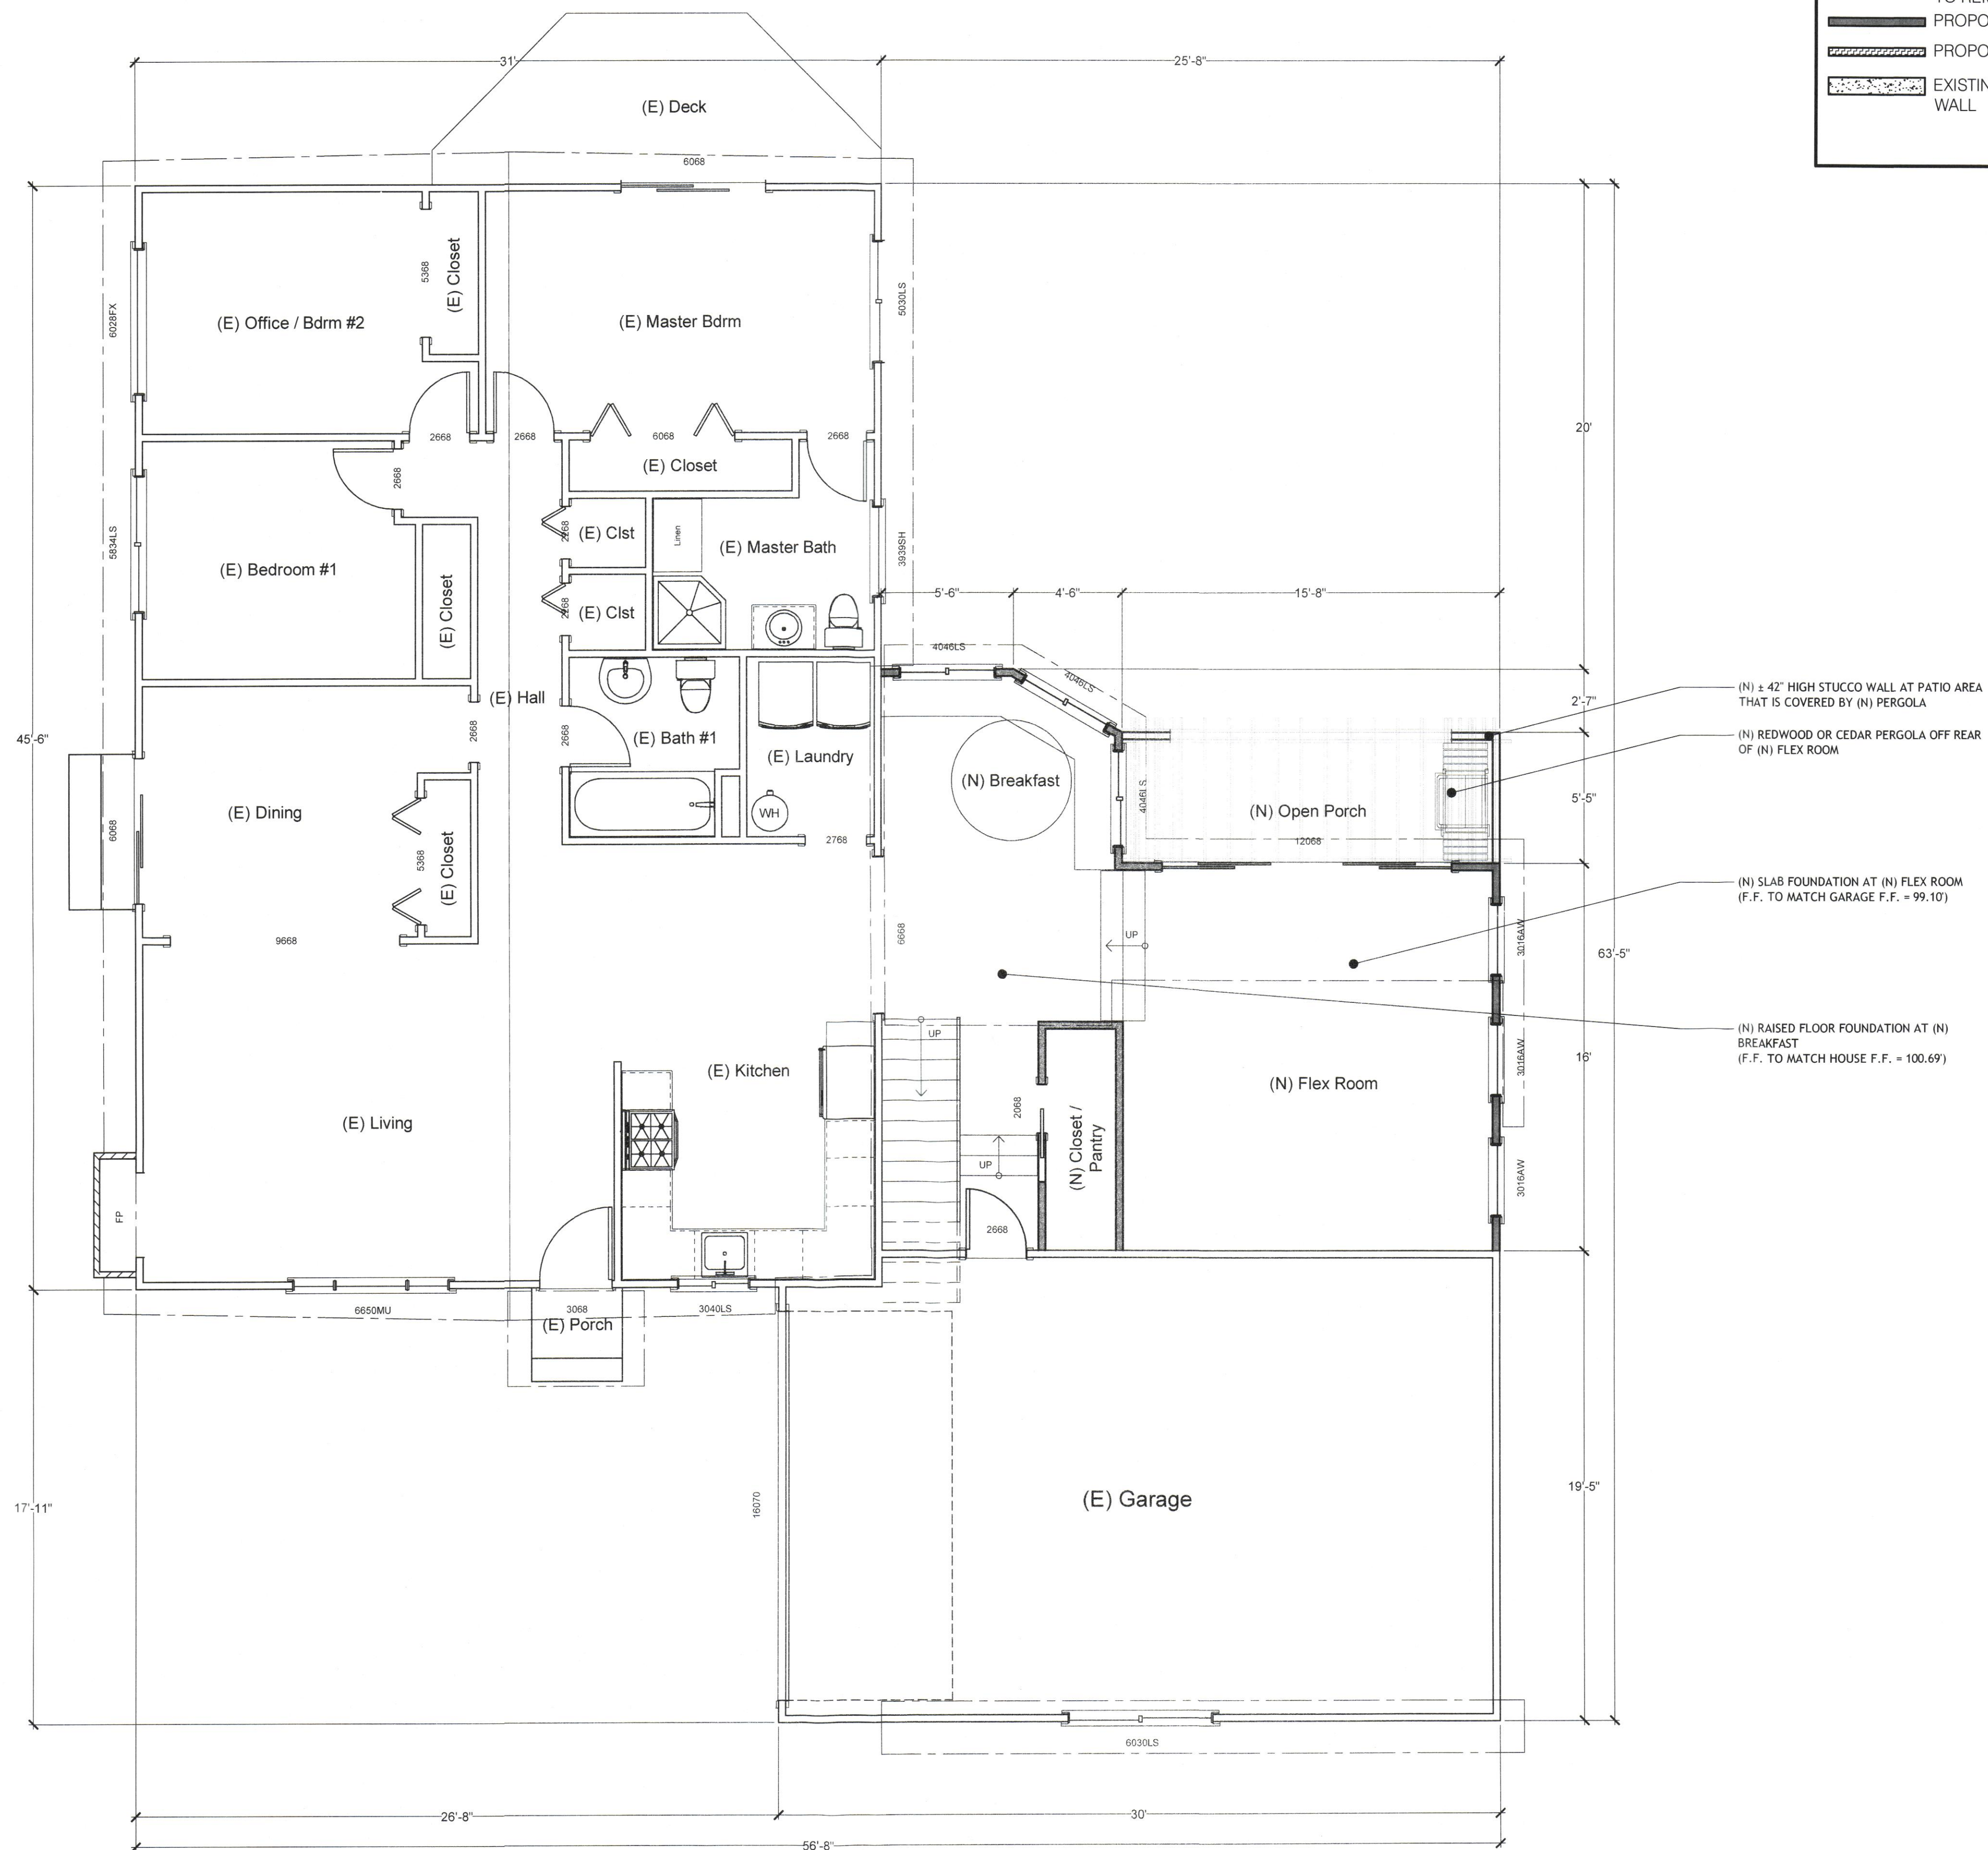 PROPO
PROPO
EXISTIN
WALL
31'
25'-8"
(E) Deck
6068
(E) Office / Bdrm #2
5368
(E) Closet
(E) Master Bdrm
6028FX
5030LS
2668
2668
6068
2668
20'
(E) Closet
2668
5834LS
(E) Bedroom #1
(E) Closet
2268
(E) Clst
2268
(E) Clst
Linen
(E) Master Bath
3939SH
5'-6"
4'-6"
15'-8"
4046LS
4046LS
(N) ± 42" HIGH STUCCO WALL AT PATIO AREA
THAT IS COVERED BY (N) PERGOLA
2'-7"
(E) Hall
45'-6"
2668
2668
(E) Bath #1
(E) Laundry
WH
2768
(N) REDWOOD OR CEDAR PERGOLA OFF REAR
OF (N) FLEX ROOM
(N) Breakfast
4046LS
(N) Open Porch
5'-5"
12068
6068
(E) Dining
5368
(E) Closet
9668
6668
UP
(N) SLAB FOUNDATION AT (N) FLEX ROOM
(F.F. TO MATCH GARAGE F.F. = 99.10')
3016AW
63'-5"
(N) RAISED FLOOR FOUNDATION AT (N)
BREAKFAST
(F.F. TO MATCH HOUSE F.F. = 100.69')
UP
16'
(E) Kitchen
(N) Flex Room
3016AW
2068
(E) Living
(N) Closet /
Pantry
UP
3016AW
FP
2668
6650MU
3068
3040LS
(E) Porch
17'-11"
16070
(E) Garage
19'-5"
6030LS
26'-8"
30'
56'-8"